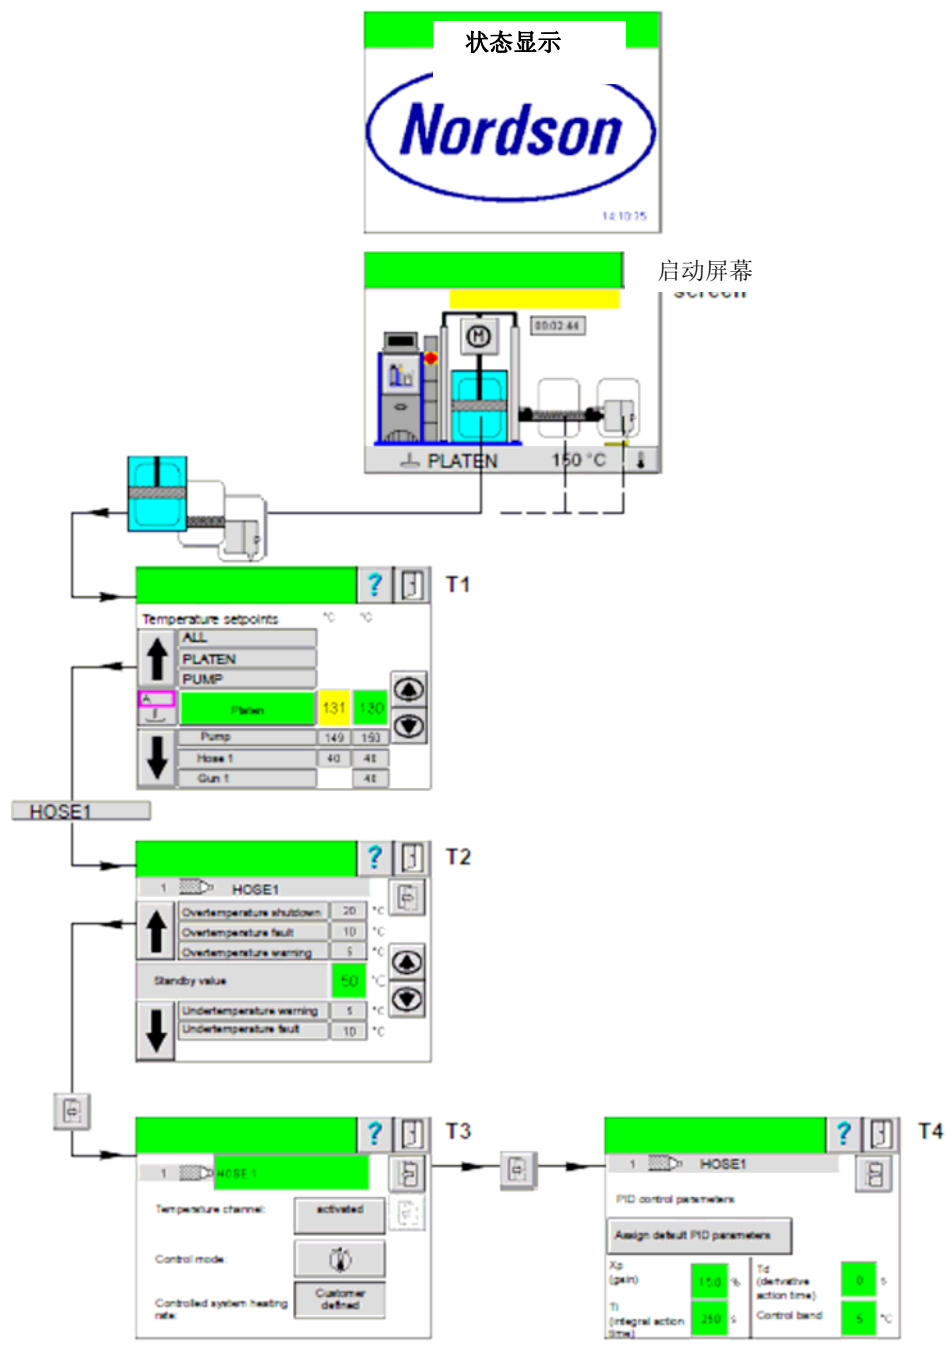 状态显示
Nordson
14:10:35
启动屏幕
screen
00:02:44
M
PLATEN 150 °C
? T1
Temperature setpoints °C °C
ALL
PLATEN
PUMP
A
Platen 131 130
Pump 149 150
Hose 1 40 40
Gun 1 40
HOSE1
? T2
1 HOSE1
Overtemperature shutdown 20 °C
Overtemperature fault 10 °C
Overtemperature warning 5 °C
Standby value 50 °C
Undertemperature warning 5 °C
Undertemperature fault 10 °C
? T3
1 HOSE 1
Temperature channel: activated
Control mode:
Controlled system heating rate: Customer defined
? T4
1 HOSE1
PID control parameters
Assign default PID parameters
Xp (gain) 150 %
Td (derivative action time) 0 s
Ti (integral action time) 250 s
Control band 5 °C